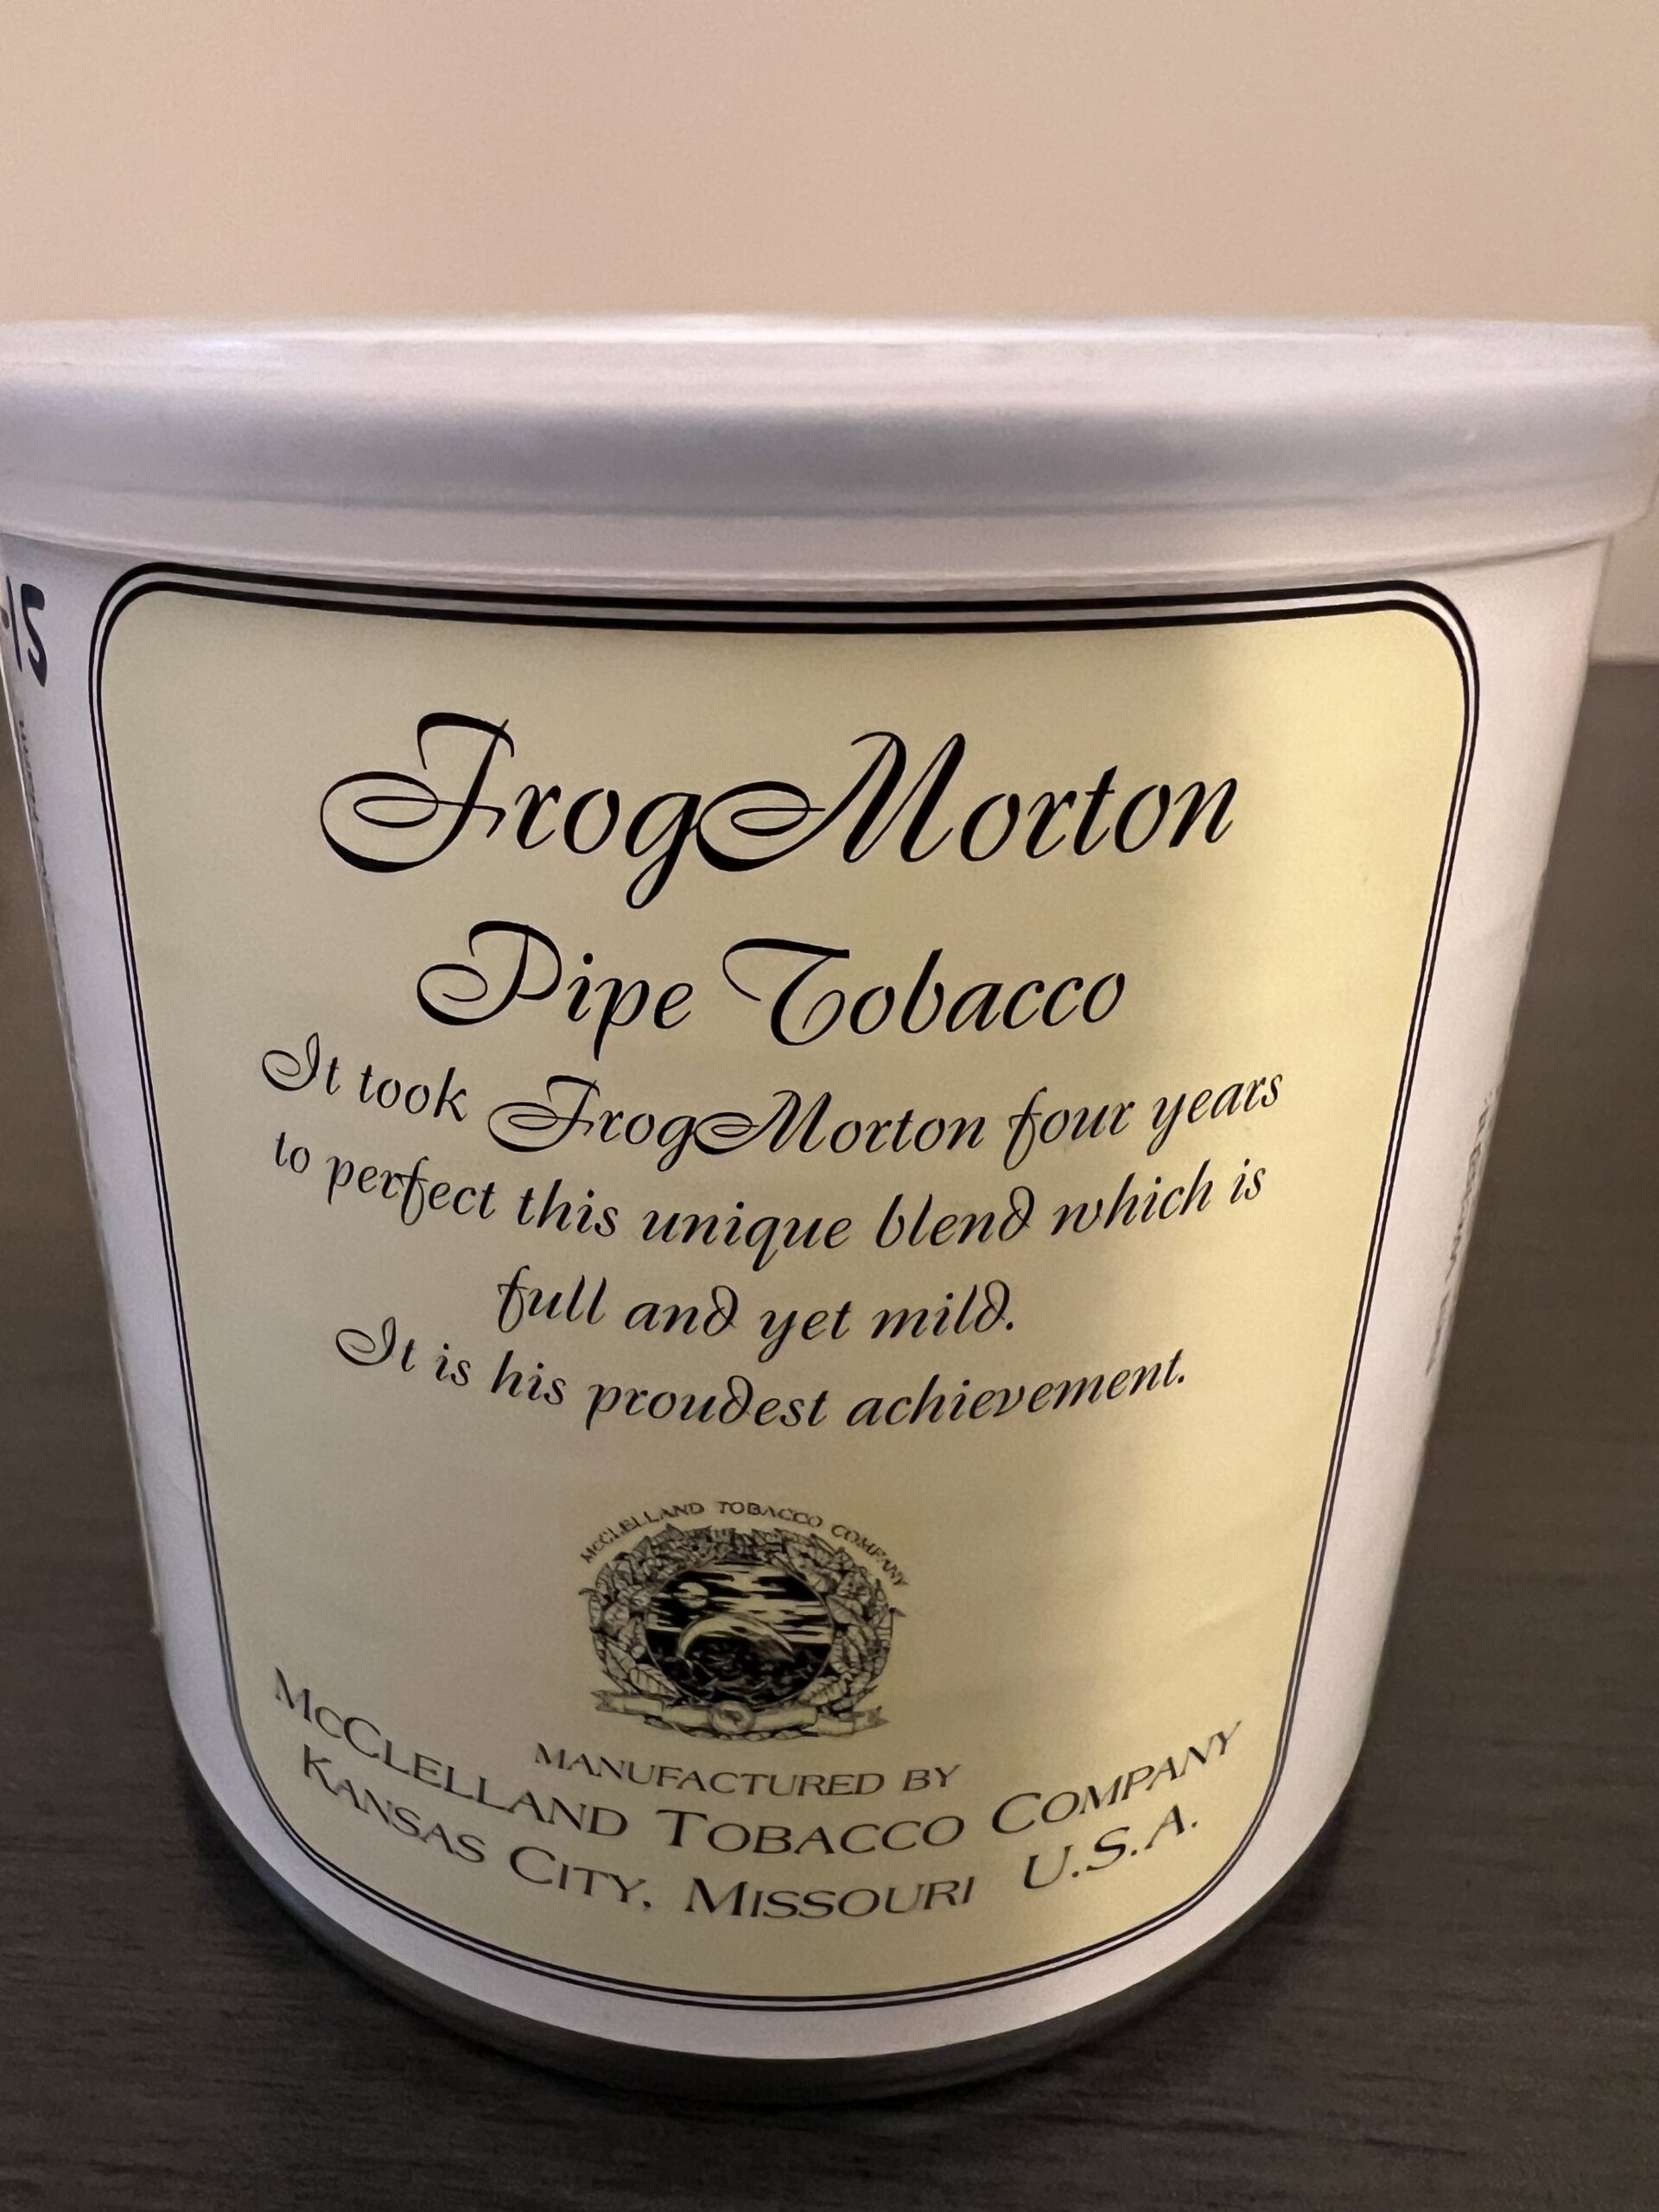 -15
FrogMorton
Pipe Tobacco
It took FrogMorton four years
to perfect this unique blend which is
full and yet mild.
It is his proudest achievement.
McCLELLAND TOBACCO COMPANY
MANUFACTURED BY
McCLELLAND TOBACCO COMPANY
KANSAS CITY, MISSOURI U.S.A.